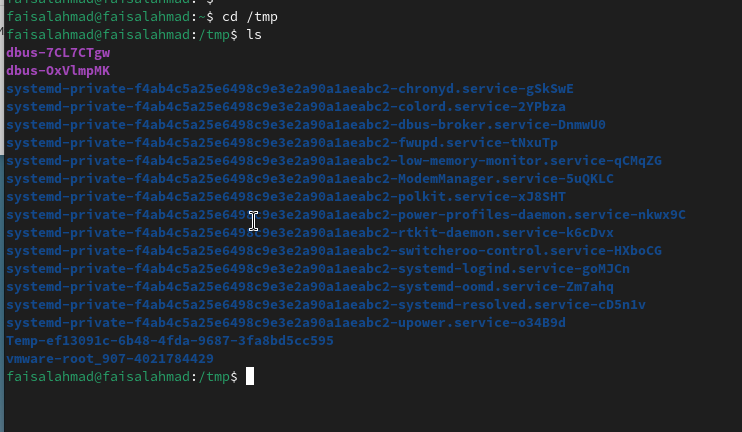 faisalahmad@faisalahmad:~$ cd /tmp
faisalahmad@faisalahmad:/tmp$ ls
dbus-7CL7CTgw
dbus-OxVlmpMK
systemd-private-f4ab4c5a25e6498c9e3e2a90a1aeabc2-chronyd.service-gSkSwE
systemd-private-f4ab4c5a25e6498c9e3e2a90a1aeabc2-colord.service-2YPbza
systemd-private-f4ab4c5a25e6498c9e3e2a90a1aeabc2-dbus-broker.service-DnmwU0
systemd-private-f4ab4c5a25e6498c9e3e2a90a1aeabc2-fwupd.service-tNxuTp
systemd-private-f4ab4c5a25e6498c9e3e2a90a1aeabc2-low-memory-monitor.service-qCMqZG
systemd-private-f4ab4c5a25e6498c9e3e2a90a1aeabc2-ModemManager.service-5uQKLC
systemd-private-f4ab4c5a25e6498c9e3e2a90a1aeabc2-polkit.service-xJ8SHT
systemd-private-f4ab4c5a25e6498c9e3e2a90a1aeabc2-power-profiles-daemon.service-nkwx9C
systemd-private-f4ab4c5a25e6498c9e3e2a90a1aeabc2-rtkit-daemon.service-k6cDvx
systemd-private-f4ab4c5a25e6498c9e3e2a90a1aeabc2-switcheroo-control.service-HXboCG
systemd-private-f4ab4c5a25e6498c9e3e2a90a1aeabc2-systemd-logind.service-goMJCn
systemd-private-f4ab4c5a25e6498c9e3e2a90a1aeabc2-systemd-oomd.service-Zm7ahq
systemd-private-f4ab4c5a25e6498c9e3e2a90a1aeabc2-systemd-resolved.service-cD5n1v
systemd-private-f4ab4c5a25e6498c9e3e2a90a1aeabc2-upower.service-o34B9d
Temp-ef13091c-6b48-4fda-9687-3fa8bd5cc595
vmware-root_907-4021784429
faisalahmad@faisalahmad:/tmp$